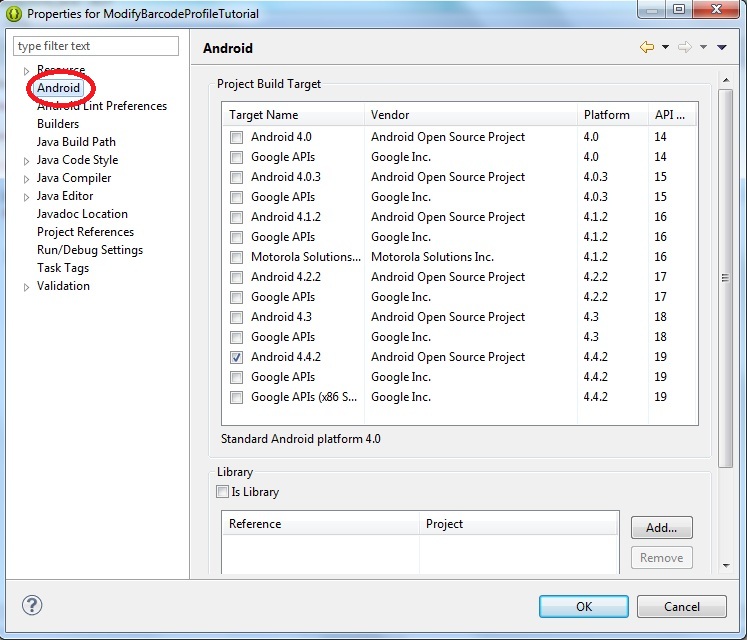 Properties for ModifyBarcodeProfileTutorial
type filter text
Resource
Android
Android Lint Preferences
Builders
Java Build Path
Java Code Style
Java Compiler
Java Editor
Javadoc Location
Project References
Run/Debug Settings
Task Tags
Validation
Android
Project Build Target
Target Name Vendor Platform API ...
Android 4.0 Android Open Source Project 4.0 14
Google APIs Google Inc. 4.0 14
Android 4.0.3 Android Open Source Project 4.0.3 15
Google APIs Google Inc. 4.0.3 15
Android 4.1.2 Android Open Source Project 4.1.2 16
Google APIs Google Inc. 4.1.2 16
Motorola Solutions... Motorola Solutions Inc. 4.1.2 16
Android 4.2.2 Android Open Source Project 4.2.2 17
Google APIs Google Inc. 4.2.2 17
Android 4.3 Android Open Source Project 4.3 18
Google APIs Google Inc. 4.3 18
Android 4.4.2 Android Open Source Project 4.4.2 19
Google APIs Google Inc. 4.4.2 19
Google APIs (x86 S... Google Inc. 4.4.2 19
Standard Android platform 4.0
Library
Is Library
Reference Project
Add...
Remove
OK Cancel